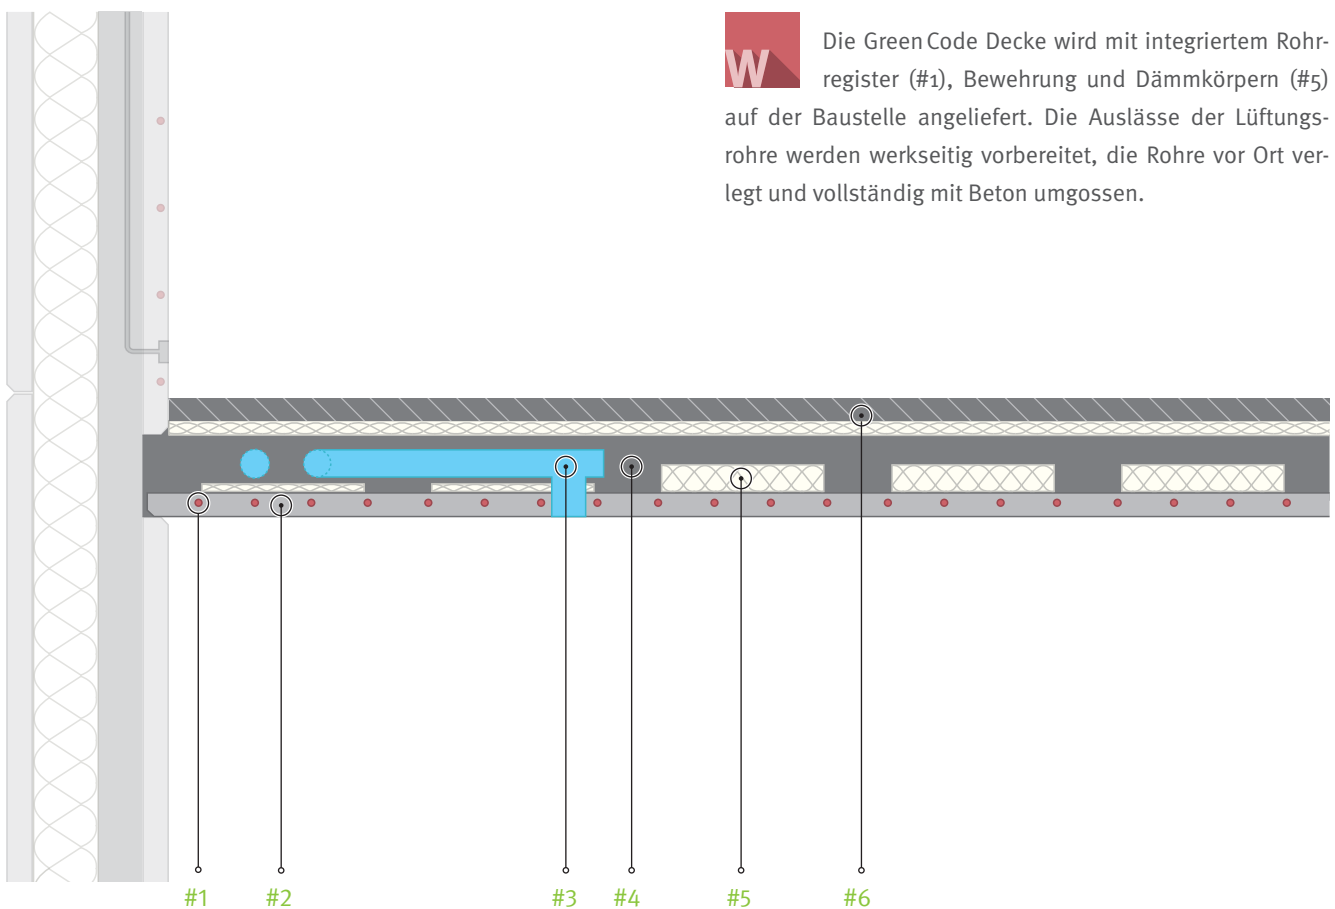 W
Die Green Code Decke wird mit integriertem Rohr-
register (#1), Bewehrung und Dämmkörpern (#5)
auf der Baustelle angeliefert. Die Auslässe der Lüftungs-
rohre werden werkseitig vorbereitet, die Rohre vor Ort ver-
legt und vollständig mit Beton umgossen.
#1 #2 #3 #4 #5 #6